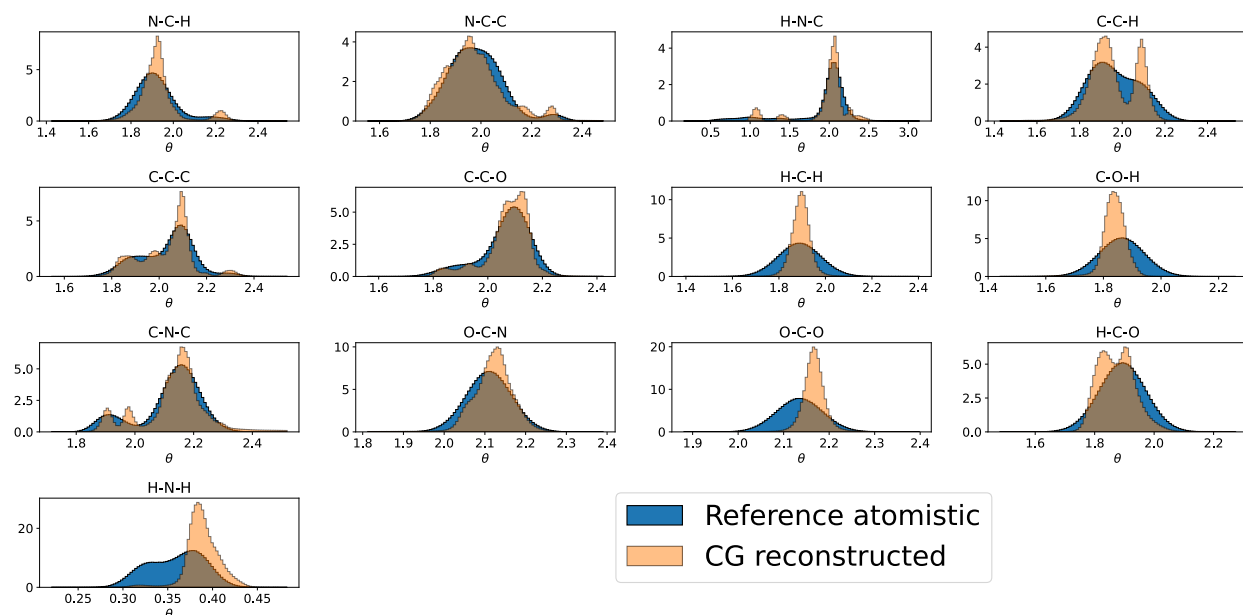 N-C-H
N-C-C
H-N-C
C-C-H
5
0
1.4 1.6 1.8 2.0 2.2 2.4
θ
4
2
0
1.6 1.8 2.0 2.2 2.4
θ
4
2
0
0.5 1.0 1.5 2.0 2.5 3.0
θ
4
2
0
1.4 1.6 1.8 2.0 2.2 2.4
θ
C-C-C
C-C-O
H-C-H
C-O-H
5
0
1.6 1.8 2.0 2.2 2.4
θ
5.0
2.5
0.0
1.6 1.8 2.0 2.2 2.4
θ
10
5
0
1.4 1.6 1.8 2.0 2.2 2.4
θ
10
5
0
1.4 1.6 1.8 2.0 2.2
θ
C-N-C
O-C-N
O-C-O
H-C-O
5.0
2.5
0.0
1.8 2.0 2.2 2.4
θ
10
5
0
1.8 1.9 2.0 2.1 2.2 2.3 2.4
θ
20
10
0
1.9 2.0 2.1 2.2 2.3 2.4
θ
5.0
2.5
0.0
1.6 1.8 2.0 2.2
θ
H-N-H
20
0
0.25 0.30 0.35 0.40 0.45
θ
Reference atomistic
CG reconstructed